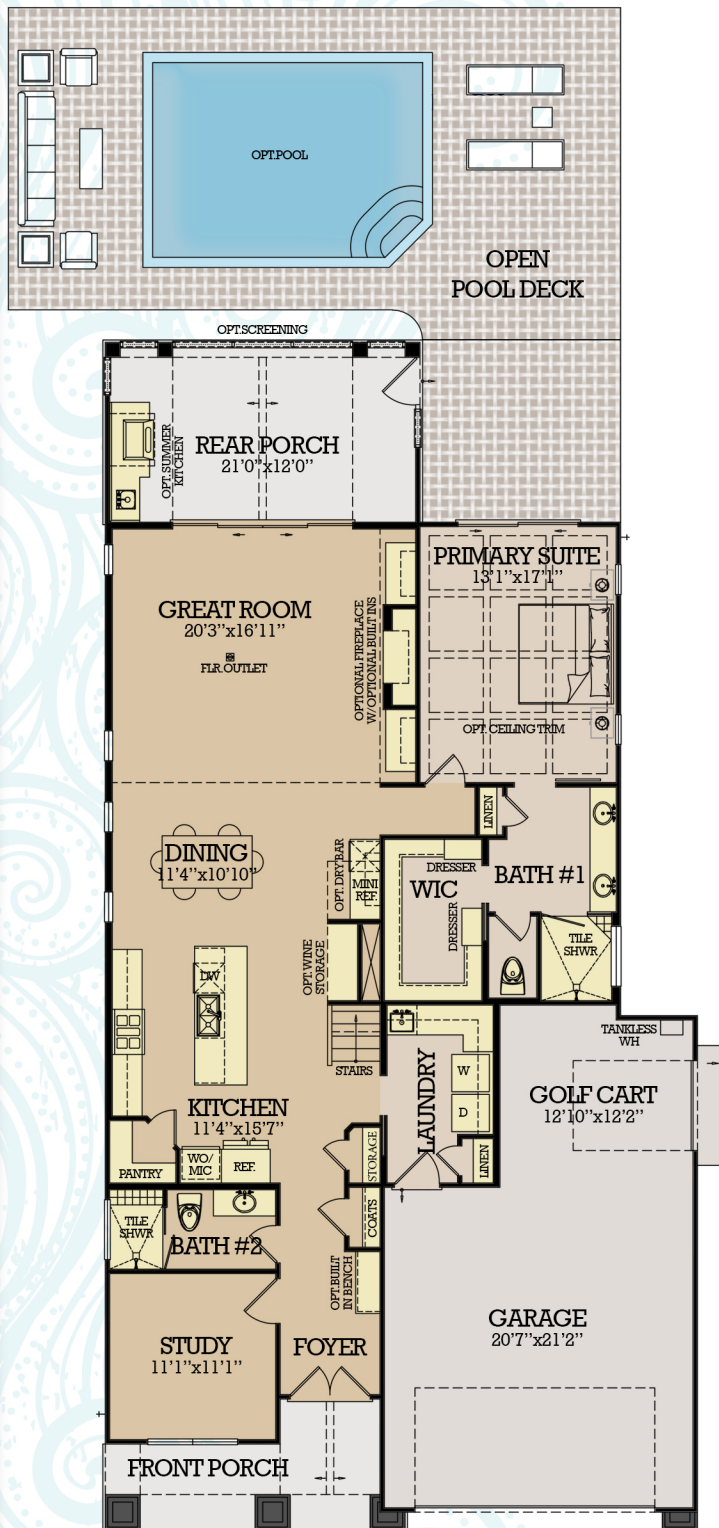 OPT.POOL
OPEN
POOL DECK
OPT.SCREENING
OPT.SUMMER
KITCHEN
REAR PORCH
21'0"x12'0"
PRIMARY SUITE
13'1"x17'1"
GREAT ROOM
20'3"x16'11"
FLR.OUTLET
OPTIONAL FIREPLACE
W/OPTIONAL BUILT INS
OPT. CEILING TRIM
LINEN
DINING
11'4"x10'10"
OPT.DRY BAR
MINI
REF.
DRESSER
WIC
DRESSER
BATH #1
TILE
SHWR
OPT.WINE
STORAGE
DW
STAIRS
TANKLESS
WH
LAUNDRY
W
D
GOLF CART
12'10"x12'2"
KITCHEN
11'4"x15'7"
PANTRY
WO/
MIC
REF.
STORAGE
LINEN
TILE
SHWR
BATH #2
COATS
OPT.BUILT
IN BENCH
STUDY
11'1"x11'1"
FOYER
GARAGE
20'7"x21'2"
FRONT PORCH